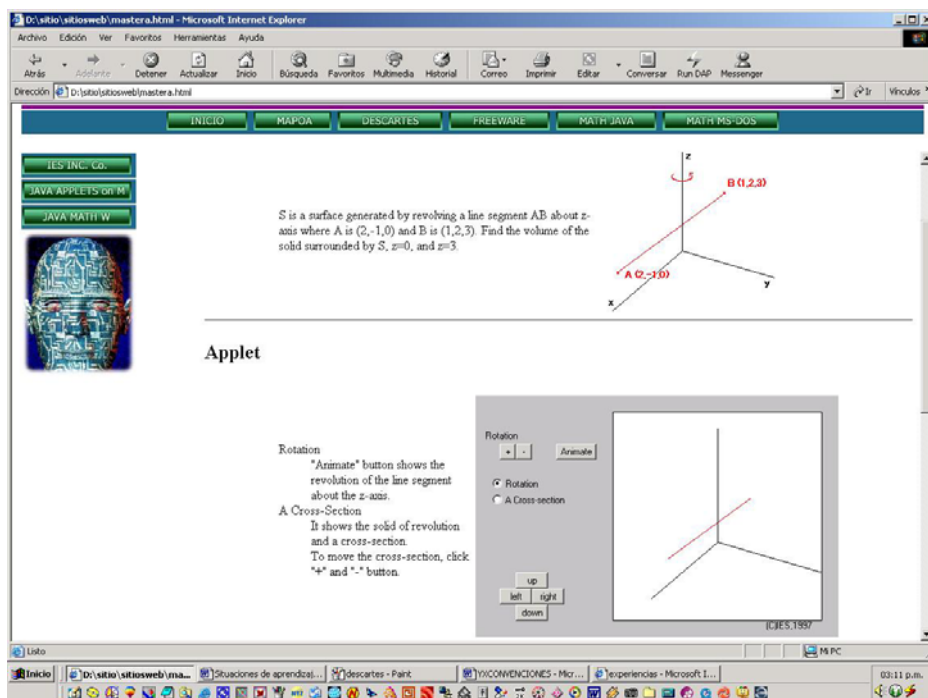 D:\sitio\sitiosweb\mastera.html - Microsoft Internet Explorer
Archivo Edición Ver Favoritos Herramientas Ayuda
Atrás Adelante Detener Actualizar Inicio Búsqueda Favoritos Multimedia Historial Correo Imprimir Editar Conversar Run DAP Messenger
Dirección D:\sitio\sitiosweb\mastera.html Ir Vínculos »
INICIO MAPOA DESCARTES FREEWARE MATH JAVA MATH MS-DOS
IES INC. Co.
JAVA APPLETS on M
JAVA MATH W
S is a surface generated by revolving a line segment AB about z-
axis where A is (2,-1,0) and B is (1,2,3). Find the volume of the
solid surrounded by S, z=0, and z=3.
z
B (1,2,3)
A (2,-1,0)
y
x
Applet
Rotation
"Animate" button shows the
revolution of the line segment
about the z-axis.
A Cross-Section
It shows the solid of revolution
and a cross-section.
To move the cross-section, click
"+" and "-" button.
Rotation
+ - Animate
Rotation
A Cross-section
up
left right
down
(C)IES,1997
Listo Mi PC
Inicio D:\sitio\sitiosweb\ma... Situaciones de aprendizaj... descartes - Paint YXCONVENCIONES - Micr... experiencias - Microsoft I... 03:11 p.m.